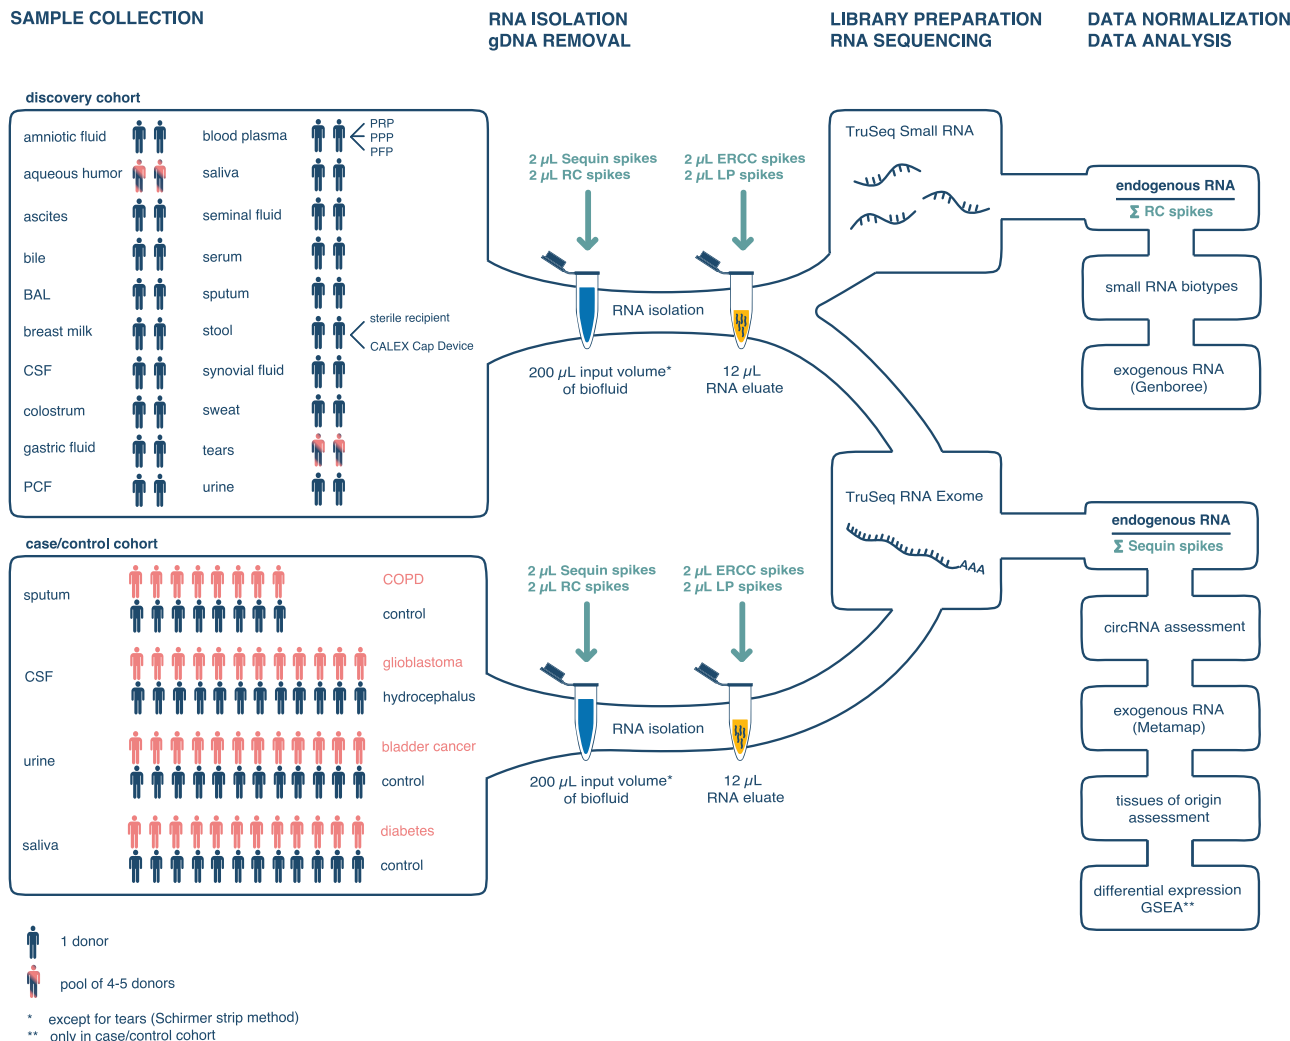 SAMPLE COLLECTION
RNA ISOLATION
gDNA REMOVAL
LIBRARY PREPARATION
RNA SEQUENCING
DATA NORMALIZATION
DATA ANALYSIS
discovery cohort
amniotic fluid
aqueous humor
ascites
bile
BAL
breast milk
CSF
colostrum
gastric fluid
PCF
blood plasma
PRP
PPP
PFP
saliva
seminal fluid
serum
sputum
stool
sterile recipient
CALEX Cap Device
synovial fluid
sweat
tears
urine
2 µL Sequin spikes
2 µL RC spikes
2 µL ERCC spikes
2 µL LP spikes
RNA isolation
200 µL input volume*
of biofluid
12 µL
RNA eluate
TruSeq Small RNA
endogenous RNA
Σ RC spikes
small RNA biotypes
exogenous RNA
(Genboree)
case/control cohort
sputum
COPD
control
CSF
glioblastoma
hydrocephalus
urine
bladder cancer
control
saliva
diabetes
control
2 µL Sequin spikes
2 µL RC spikes
2 µL ERCC spikes
2 µL LP spikes
RNA isolation
200 µL input volume*
of biofluid
12 µL
RNA eluate
TruSeq RNA Exome
AAA
endogenous RNA
Σ Sequin spikes
circRNA assessment
exogenous RNA
(Metamap)
tissues of origin
assessment
differential expression
GSEA**
1 donor
pool of 4-5 donors
* except for tears (Schirmer strip method)
** only in case/control cohort